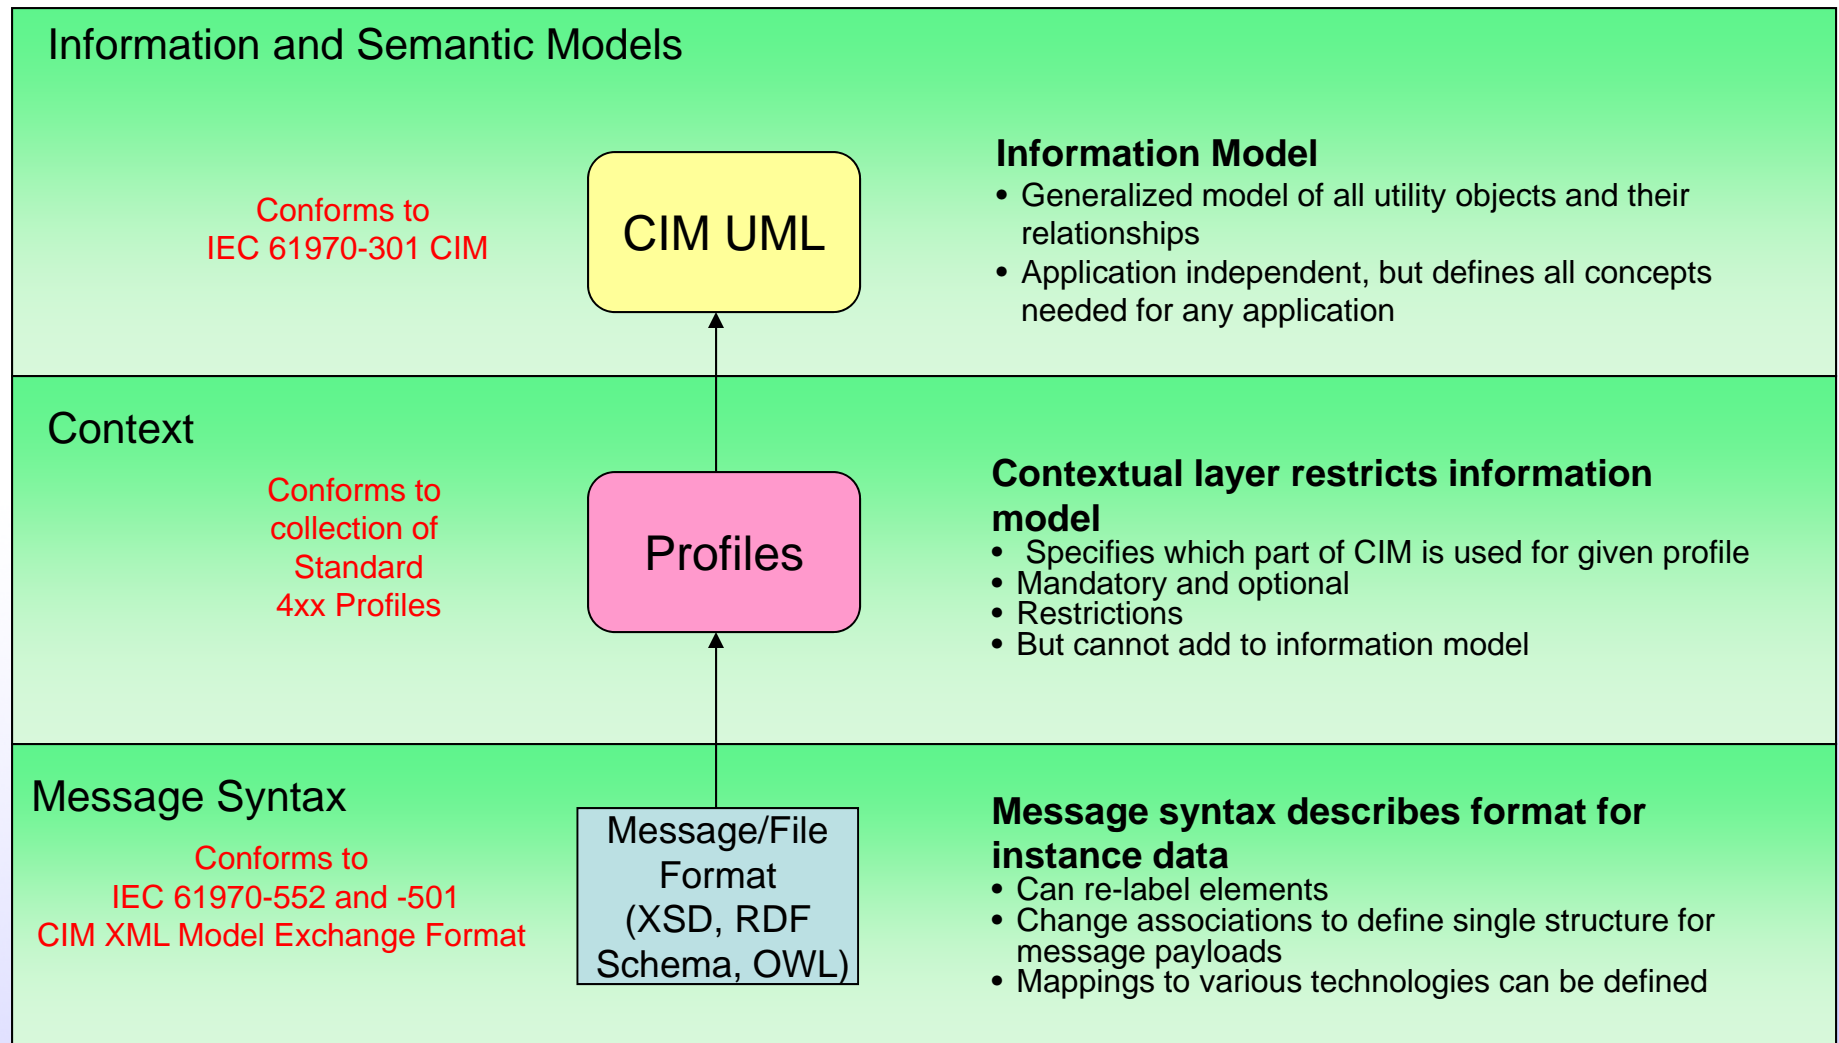 Information and Semantic Models
Conforms to
IEC 61970-301 CIM
CIM UML
Information Model
• Generalized model of all utility objects and their
relationships
• Application independent, but defines all concepts
needed for any application
Context
Conforms to
collection of
Standard
4xx Profiles
Profiles
Contextual layer restricts information
model
• Specifies which part of CIM is used for given profile
• Mandatory and optional
• Restrictions
• But cannot add to information model
Message Syntax
Conforms to
IEC 61970-552 and -501
CIM XML Model Exchange Format
Message/File
Format
(XSD, RDF
Schema, OWL)
Message syntax describes format for
instance data
• Can re-label elements
• Change associations to define single structure for
message payloads
• Mappings to various technologies can be defined